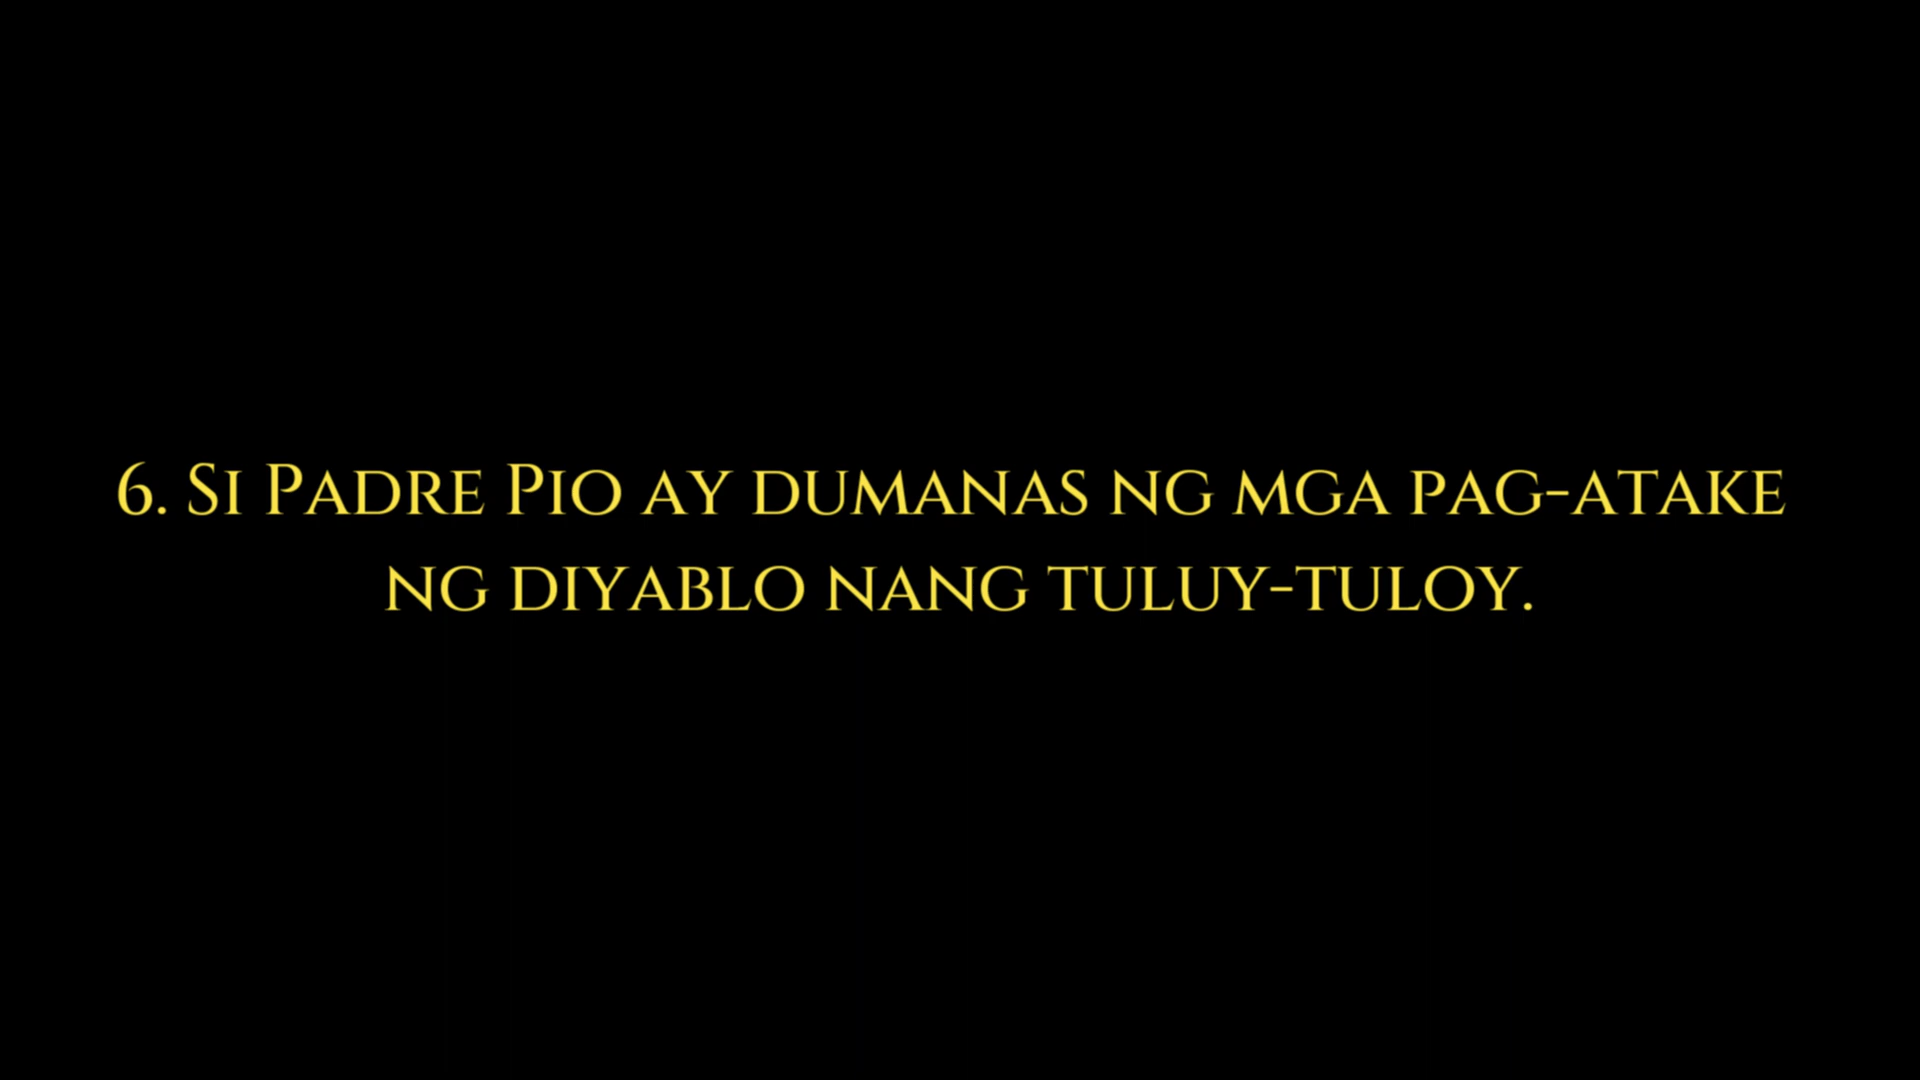 6. Si Padre Pio ay dumanas ng mga pag-atake
ng diyablo nang tuluy-tuloy.